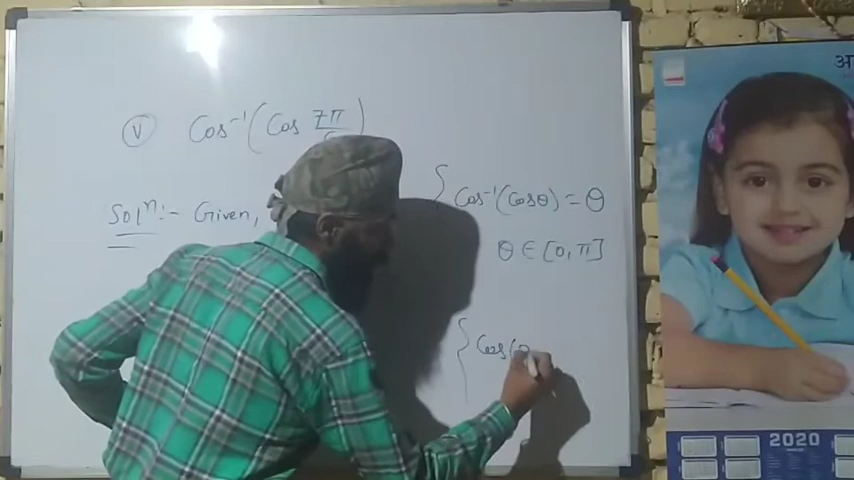 (V) Cos⁻¹(Cos 7π
Solⁿ:- Given,
{ Cos⁻¹(Cosθ) = θ
θ ∈ [0, π]
{ Cos(
अ
2020